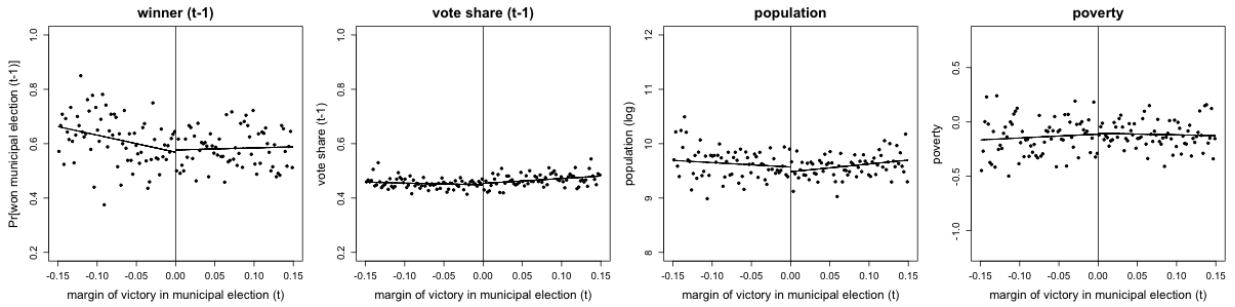 winner (t-1)
Pr[won municipal election (t-1)]
1.0
0.8
0.6
0.4
0.2
-0.15 -0.10 -0.05 0.00 0.05 0.10 0.15
margin of victory in municipal election (t)
vote share (t-1)
vote share (t-1)
1.0
0.8
0.6
0.4
0.2
-0.15 -0.10 -0.05 0.00 0.05 0.10 0.15
margin of victory in municipal election (t)
population
population (log)
12
11
10
9
8
-0.15 -0.10 -0.05 0.00 0.05 0.10 0.15
margin of victory in municipal election (t)
poverty
poverty
0.5
-0.0
-0.5
-1.0
-0.15 -0.10 -0.05 0.00 0.05 0.10 0.15
margin of victory in municipal election (t)